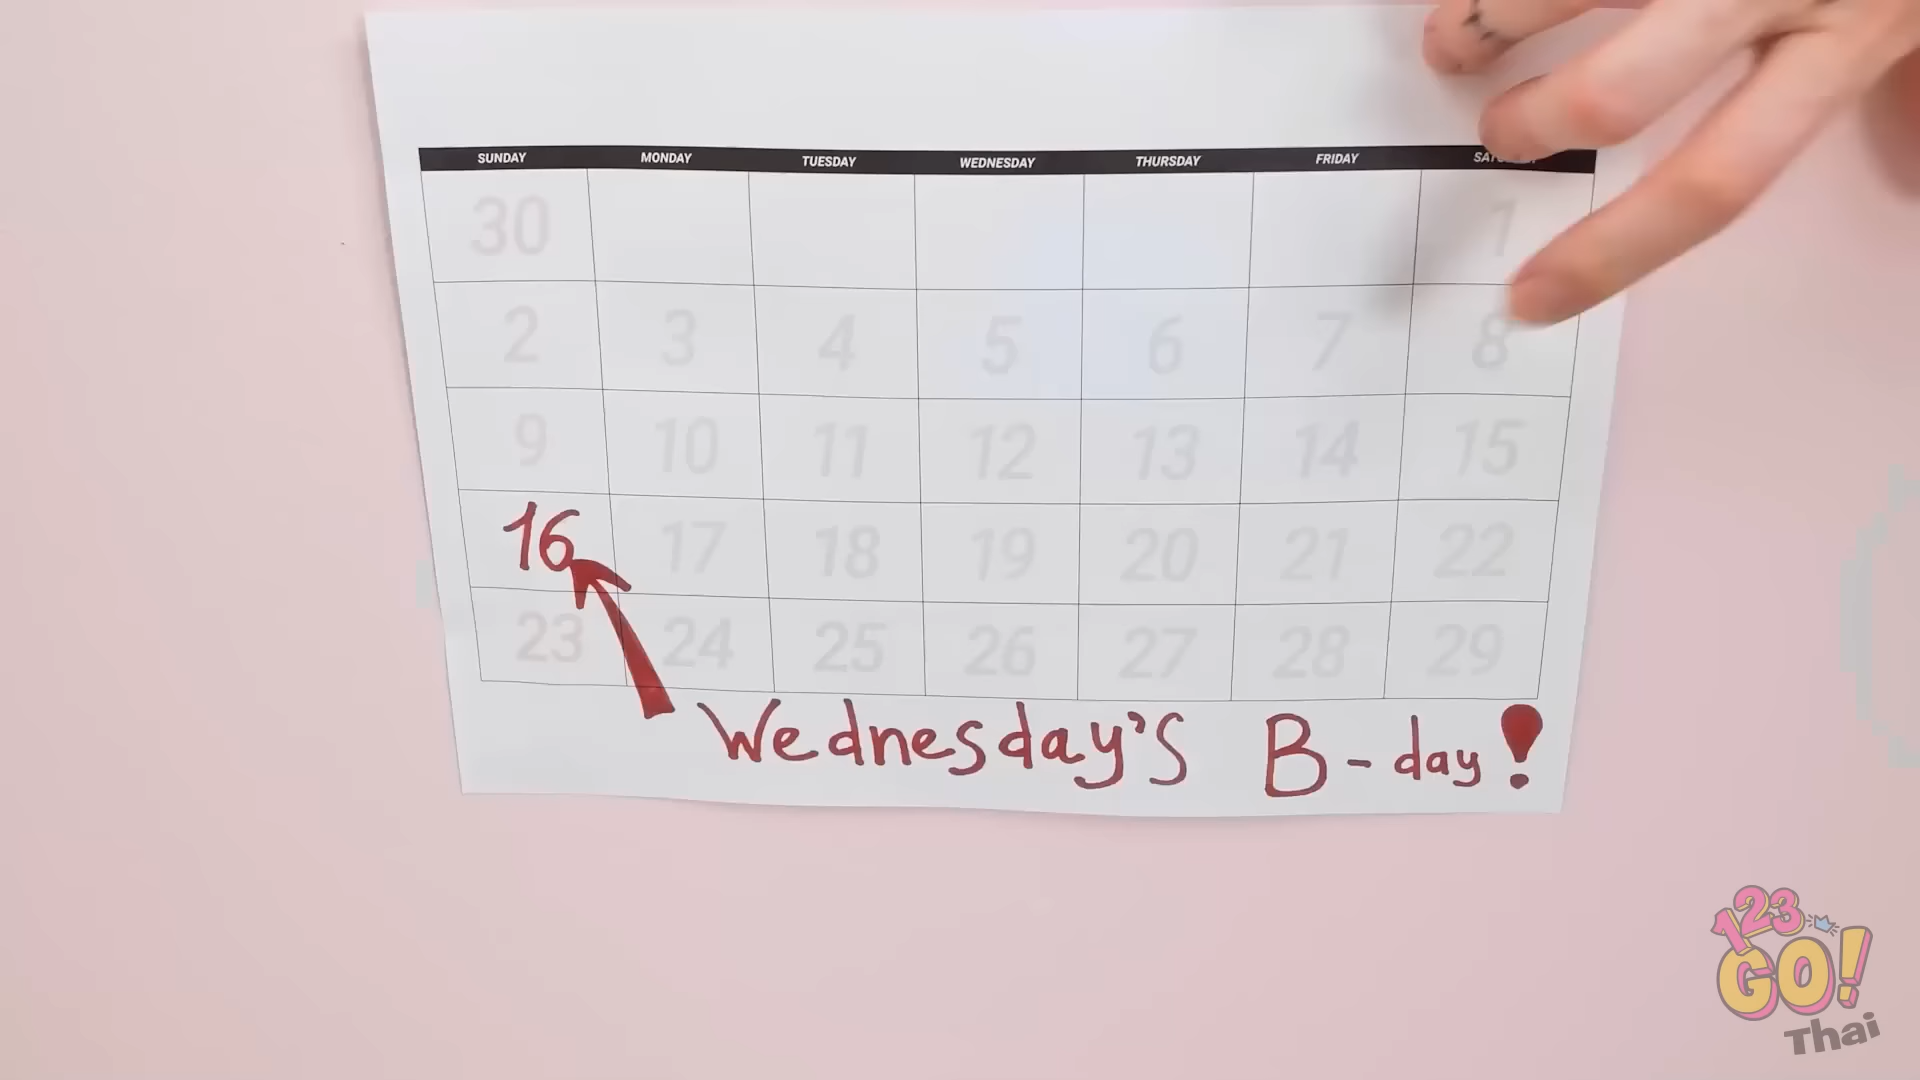 SUNDAY MONDAY TUESDAY WEDNESDAY THURSDAY FRIDAY
30 1
2 3 4 5 6 7 8
9 10 11 12 13 14 15
16 17 18 19 20 21 22
23 24 25 26 27 28 29
Wednesday's B-day!
123
GO!
Thai